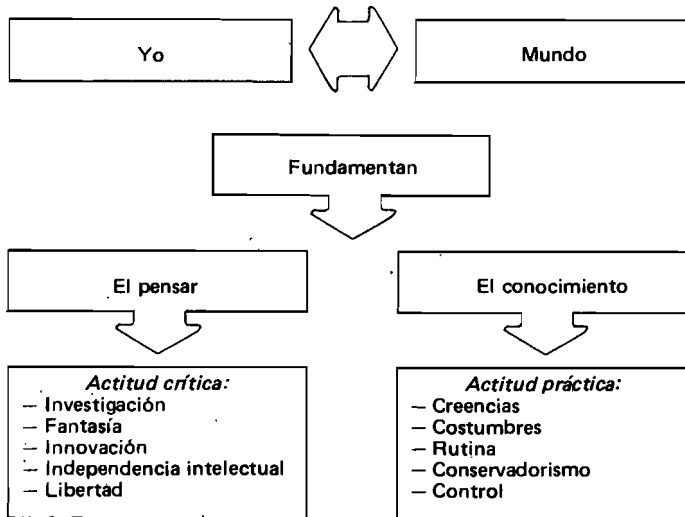 Yo
Mundo
Fundamentan
El pensar
El conocimiento
Actitud crítica:
— Investigación
— Fantasía
— Innovación
— Independencia intelectual
— Libertad
Actitud práctica:
— Creencias
— Costumbres
— Rutina
— Conservadorismo
— Control